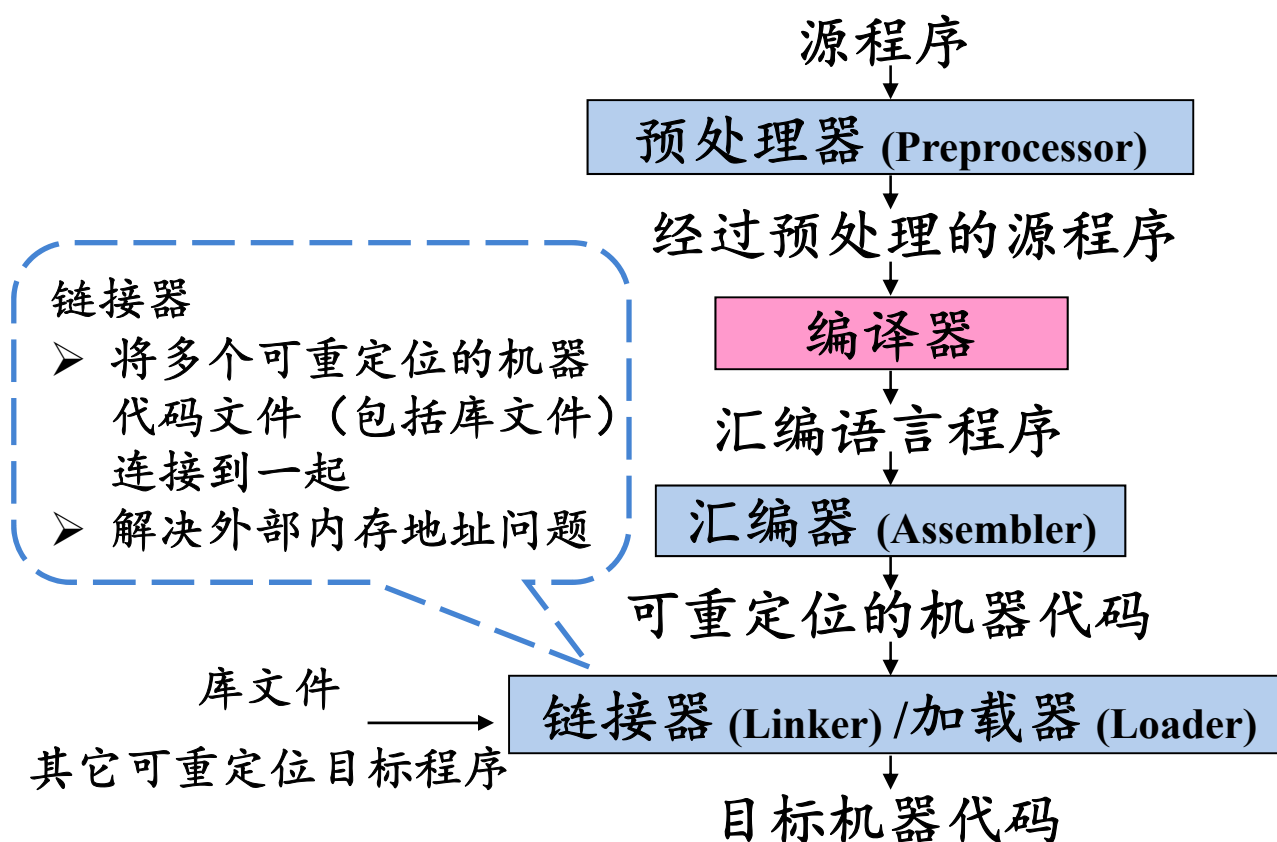 源程序
预处理器 (Preprocessor)
经过预处理的源程序
编译器
汇编语言程序
汇编器 (Assembler)
可重定位的机器代码
链接器
➢ 将多个可重定位的机器
代码文件（包括库文件）
连接到一起
➢ 解决外部内存地址问题
库文件
其它可重定位目标程序
链接器 (Linker) /加载器 (Loader)
目标机器代码